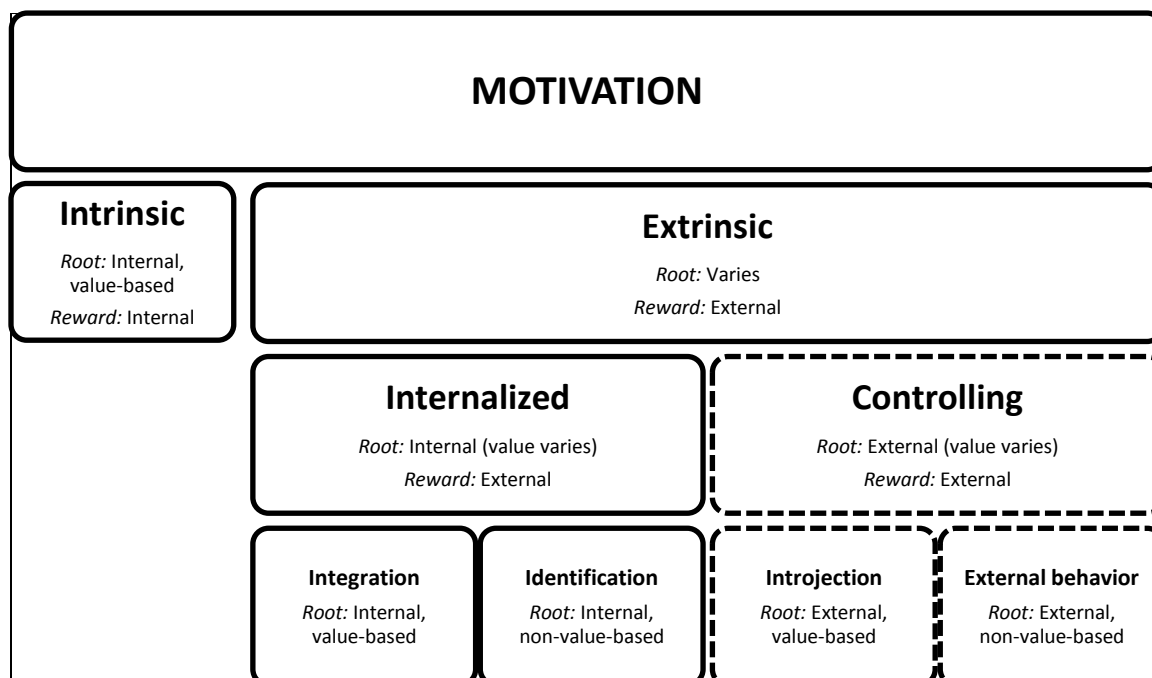 MOTIVATION
Intrinsic
Root: Internal,
value-based
Reward: Internal
Extrinsic
Root: Varies
Reward: External
Internalized
Root: Internal (value varies)
Reward: External
Controlling
Root: External (value varies)
Reward: External
Integration
Root: Internal,
value-based
Identification
Root: Internal,
non-value-based
Introjection
Root: External,
value-based
External behavior
Root: External,
non-value-based